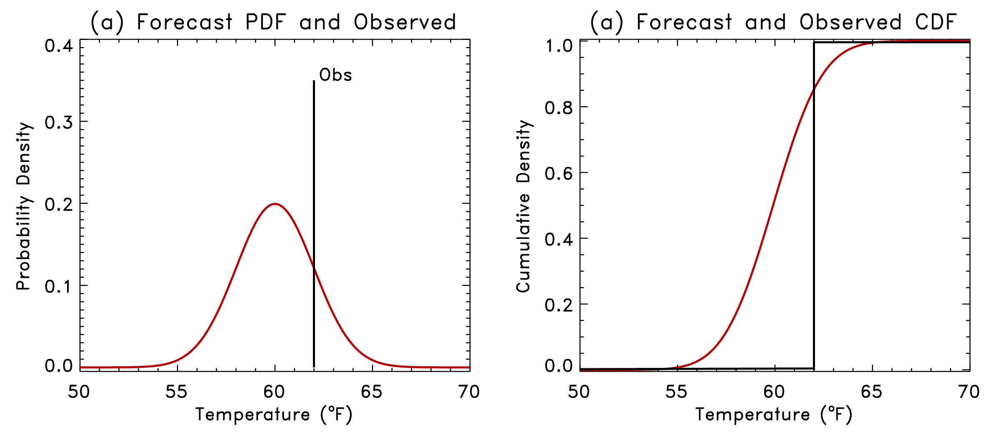 (a) Forecast PDF and Observed
0.4
0.3
0.2
0.1
0.0
Probability Density
Obs
50 55 60 65 70
Temperature (°F)
(a) Forecast and Observed CDF
1.0
0.8
0.6
0.4
0.2
0.0
Cumulative Density
50 55 60 65 70
Temperature (°F)